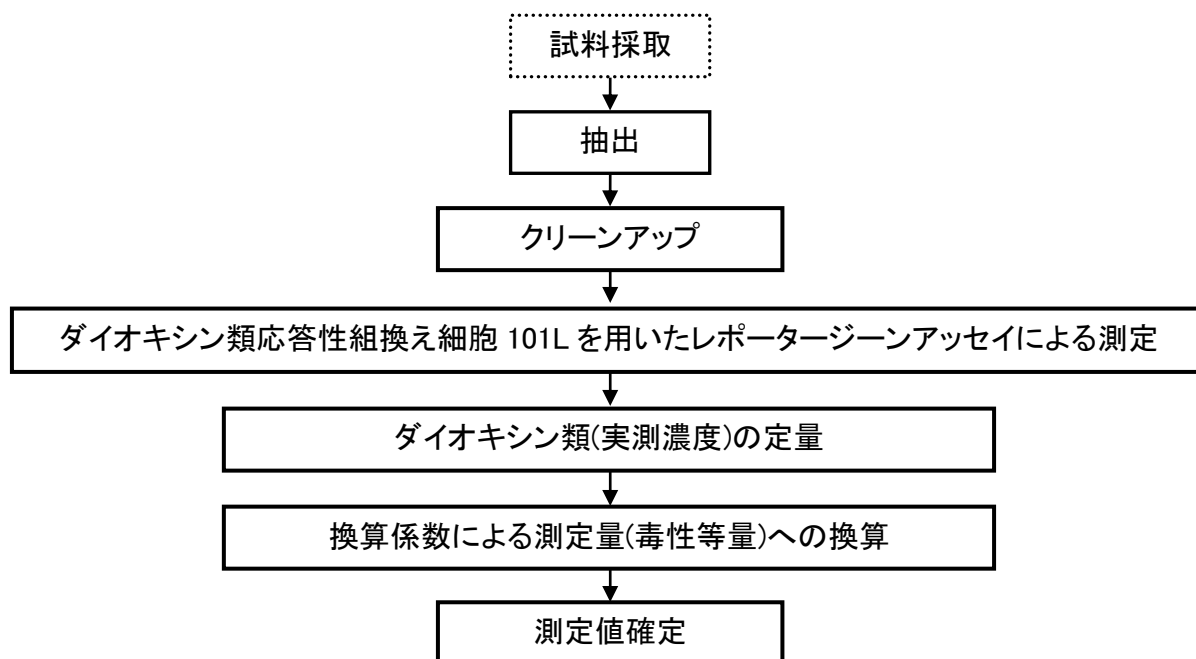 試料採取
抽出
クリーンアップ
ダイオキシン類応答性組換え細胞 101L を用いたレポータージーンアッセイによる測定
ダイオキシン類(実測濃度)の定量
換算係数による測定量(毒性等量)への換算
測定値確定